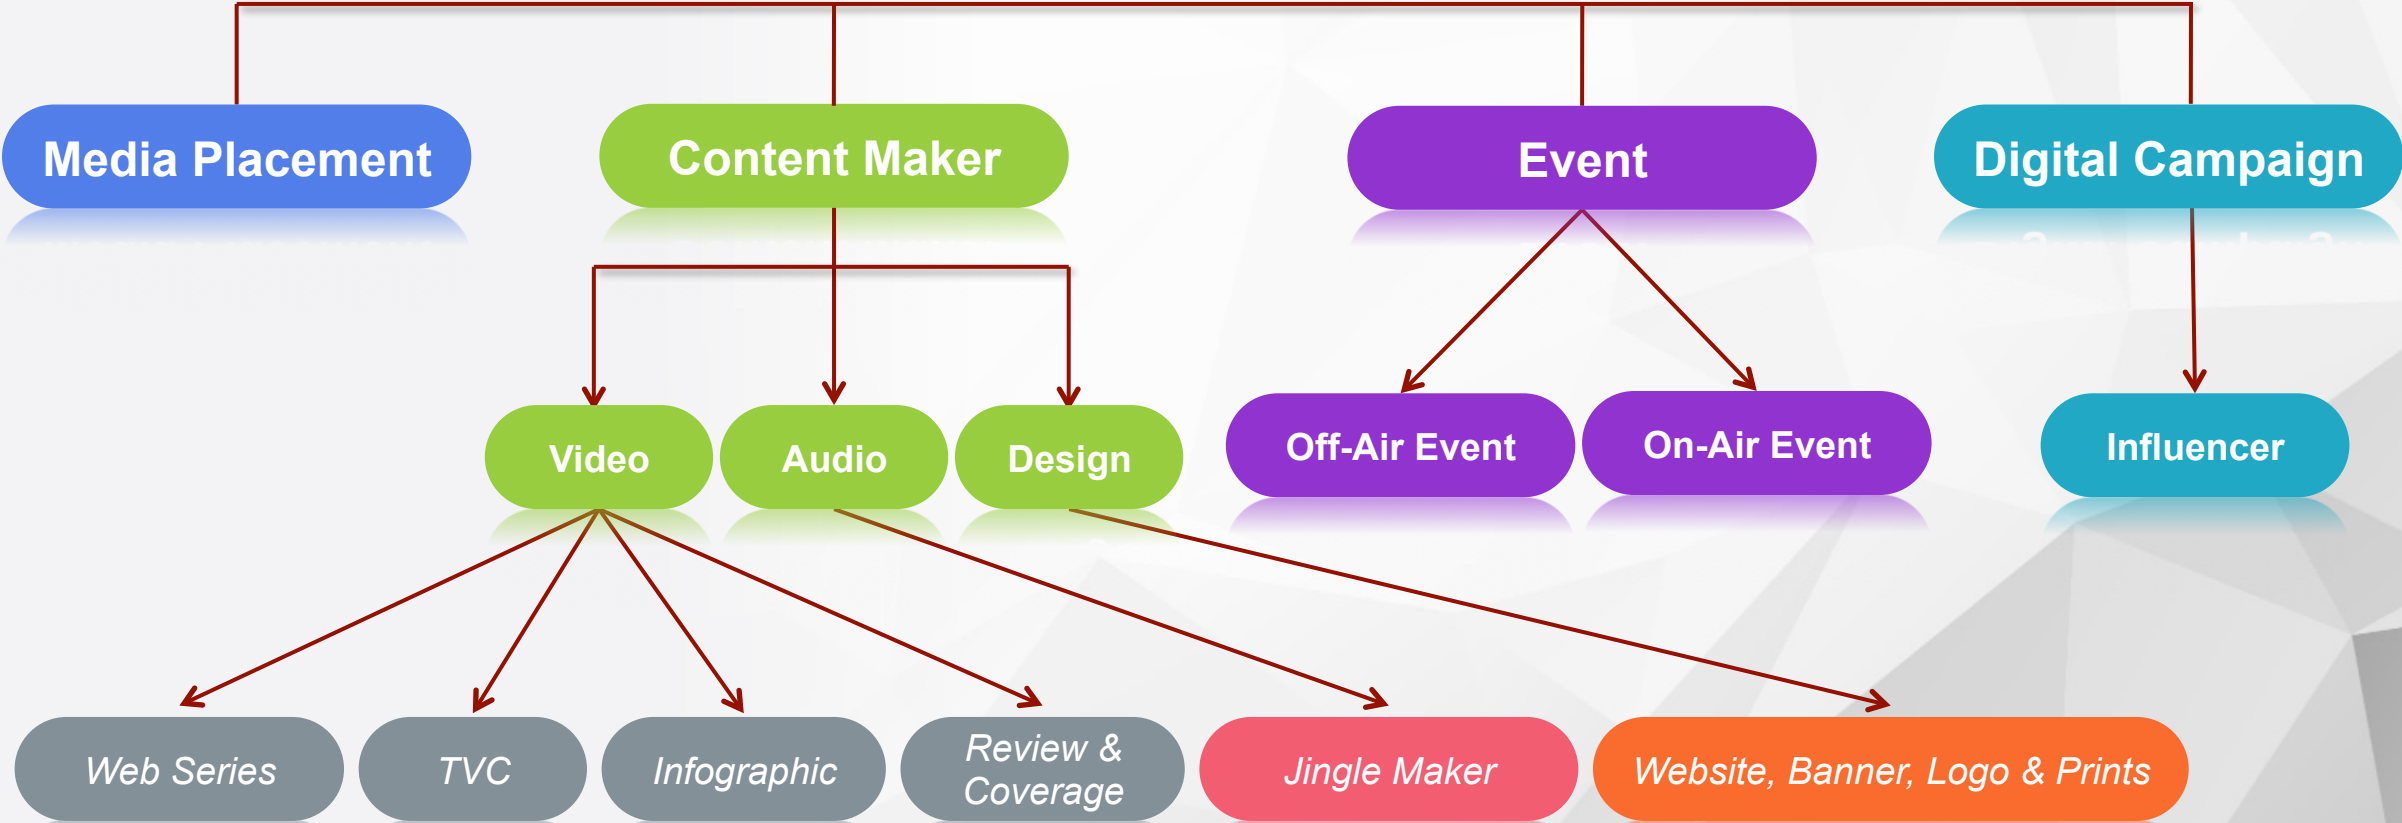 Media Placement
Content Maker
Event
Digital Campaign
Video
Audio
Design
Off-Air Event
On-Air Event
Influencer
Web Series
TVC
Infographic
Review &
Coverage
Jingle Maker
Website, Banner, Logo & Prints